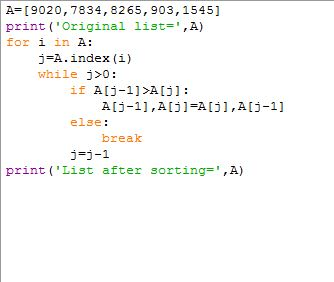 A=[9020,7834,8265,903,1545]
print('Original list=',A)
for i in A:
    j=A.index(i)
    while j>0:
        if A[j-1]>A[j]:
            A[j-1],A[j]=A[j],A[j-1]
        else:
            break
        j=j-1
print('List after sorting=',A)